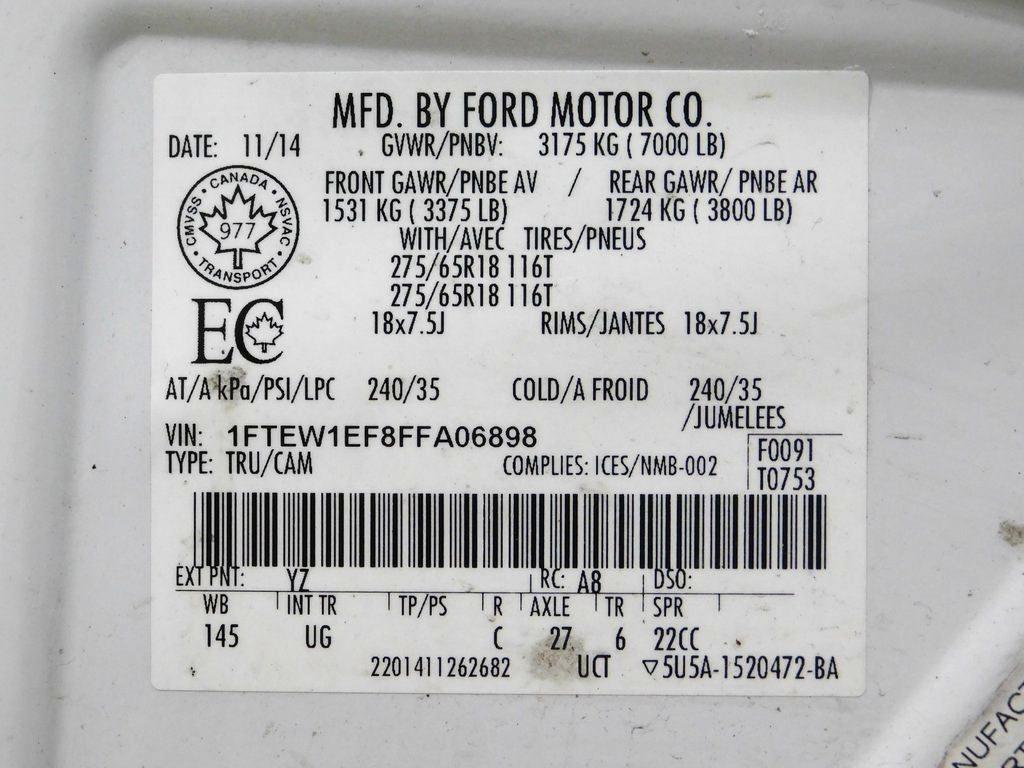 MFD. BY FORD MOTOR CO.
DATE: 11/14 GVWR/PNBV: 3175 KG ( 7000 LB)
FRONT GAWR/PNBE AV / REAR GAWR/ PNBE AR
1531 KG ( 3375 LB) 1724 KG ( 3800 LB)
WITH/AVEC TIRES/PNEUS
275/65R18 116T
275/65R18 116T
18x7.5J RIMS/JANTES 18x7.5J
CANADA
CMVSS
NSVAC
977
TRANSPORT
EC
AT/A kPa/PSI/LPC 240/35 COLD/A FROID 240/35
/JUMELEES
VIN: 1FTEW1EF8FFA06898
TYPE: TRU/CAM COMPLIES: ICES/NMB-002
F0091
T0753
EXT PNT: YZ RC: A8 DSO:
WB INT TR TP/PS R AXLE TR SPR
145 UG C 27 6 22CC
2201411262682 UCT ▽5U5A-1520472-BA